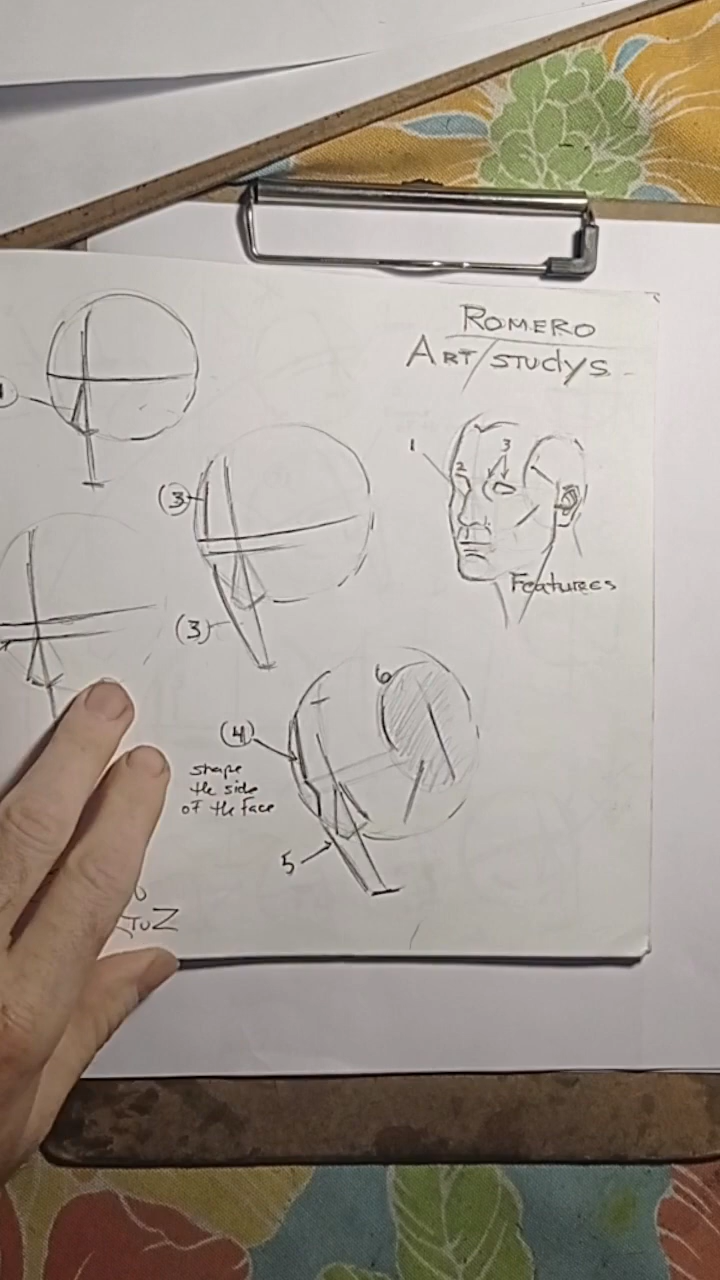 ROMERO
ART/STUDYS
1
2
3
(3)
(3)
Features
6
(4)
shape
the side
of the Face
5